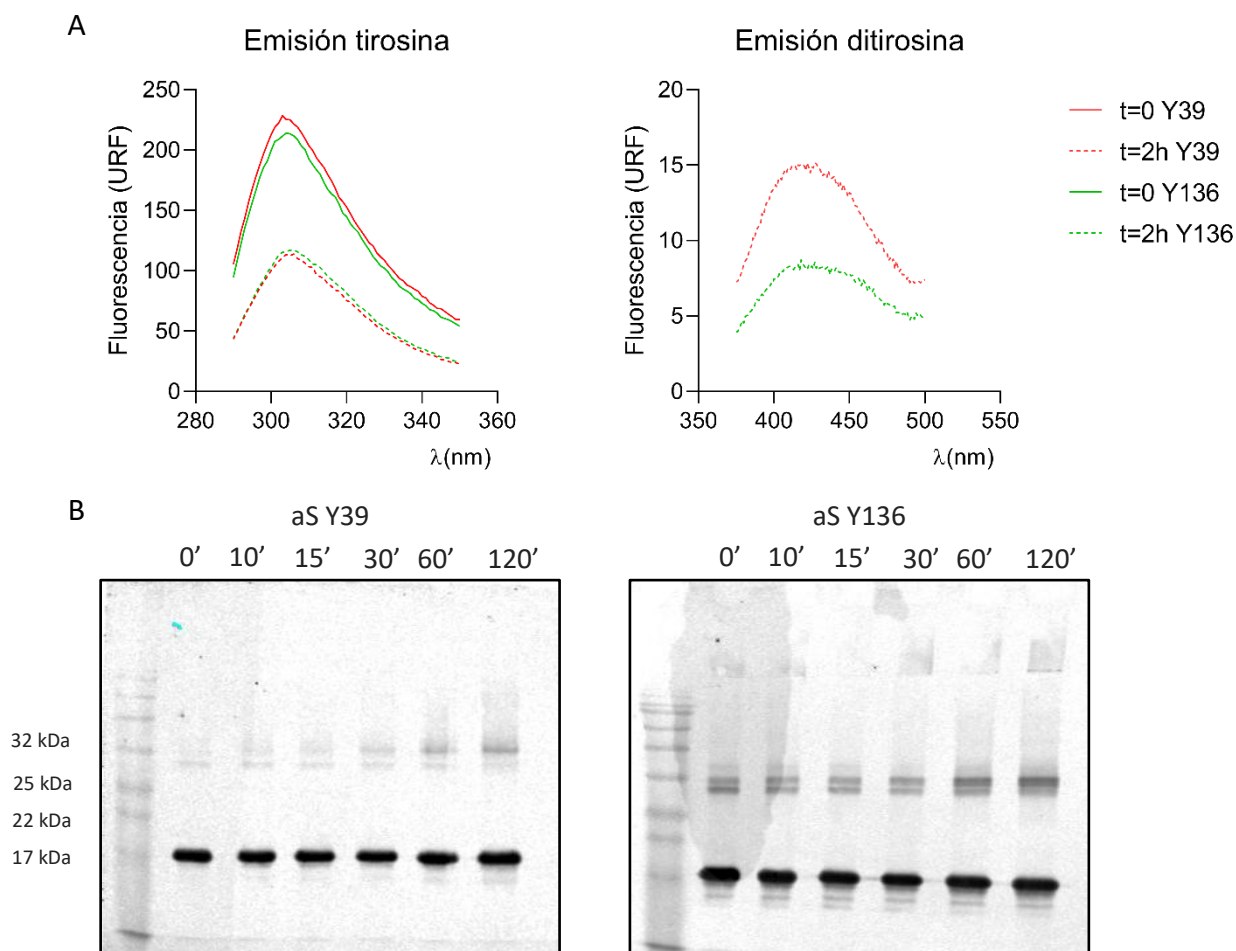 A
Emisión tirosina
Emisión ditirosina
Fluorescencia (URF)
250
200
150
100
50
0
280 300 320 340 360
λ(nm)
Fluorescencia (URF)
20
15
10
5
0
350 400 450 500 550
λ(nm)
t=0 Y39
t=2h Y39
t=0 Y136
t=2h Y136
B
aS Y39
0’ 10’ 15’ 30’ 60’ 120’
32 kDa
25 kDa
22 kDa
17 kDa
aS Y136
0’ 10’ 15’ 30’ 60’ 120’